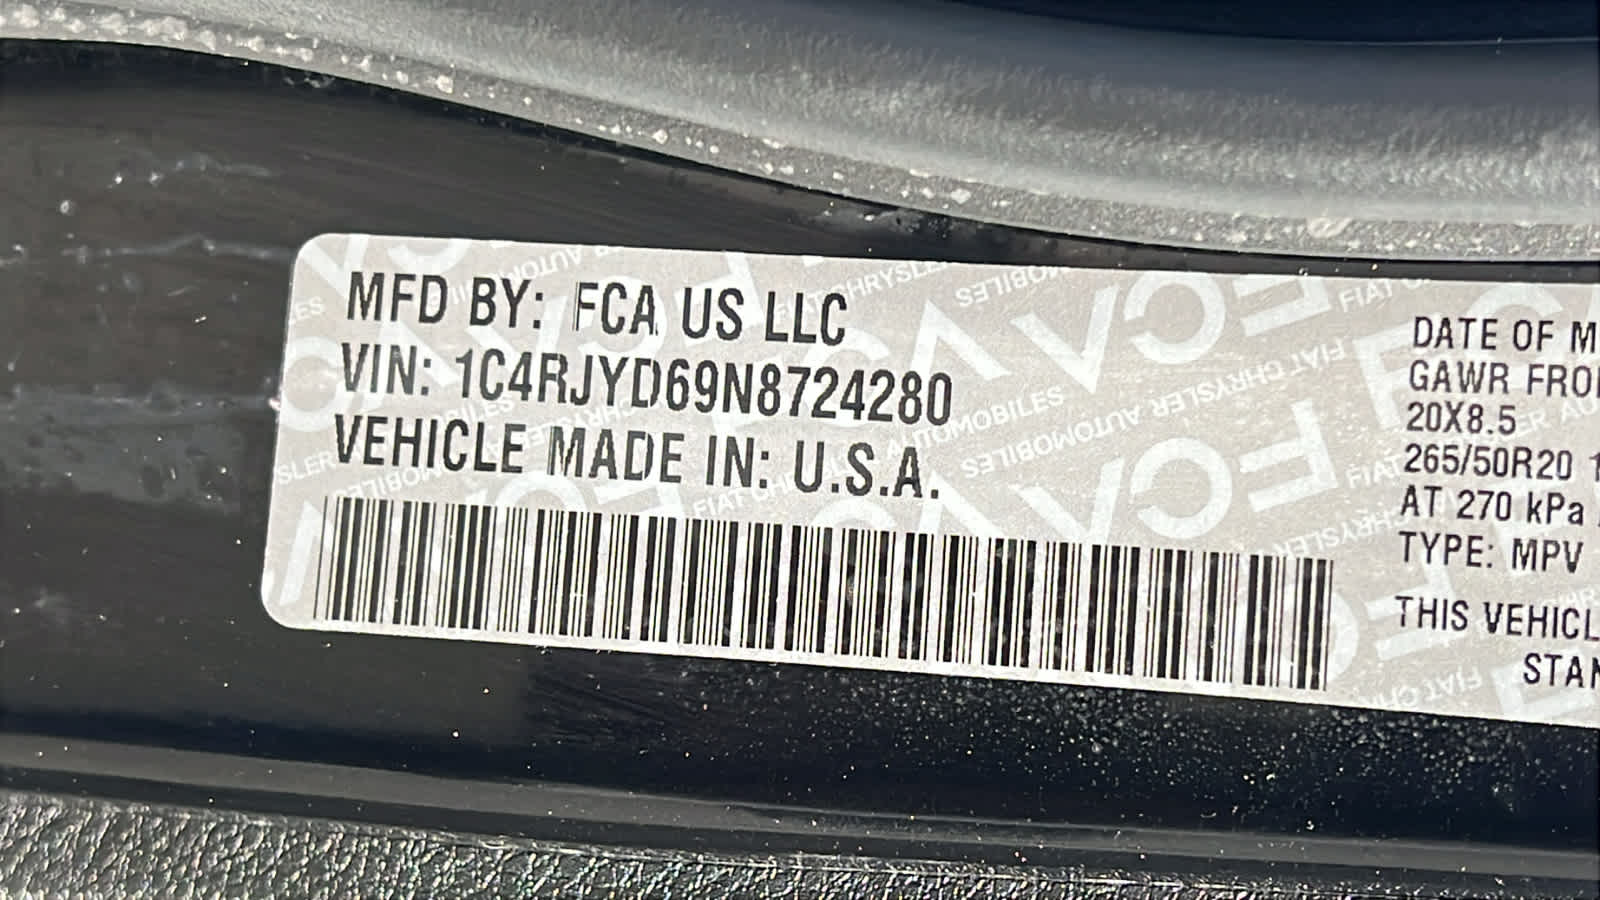 MFD BY: FCA US LLC
VIN: 1C4RJYD69N8724280
VEHICLE MADE IN: U.S.A.
DATE OF M
GAWR FRO
20X8.5
265/50R20 1
AT 270 kPa
TYPE: MPV
THIS VEHICL
STAN